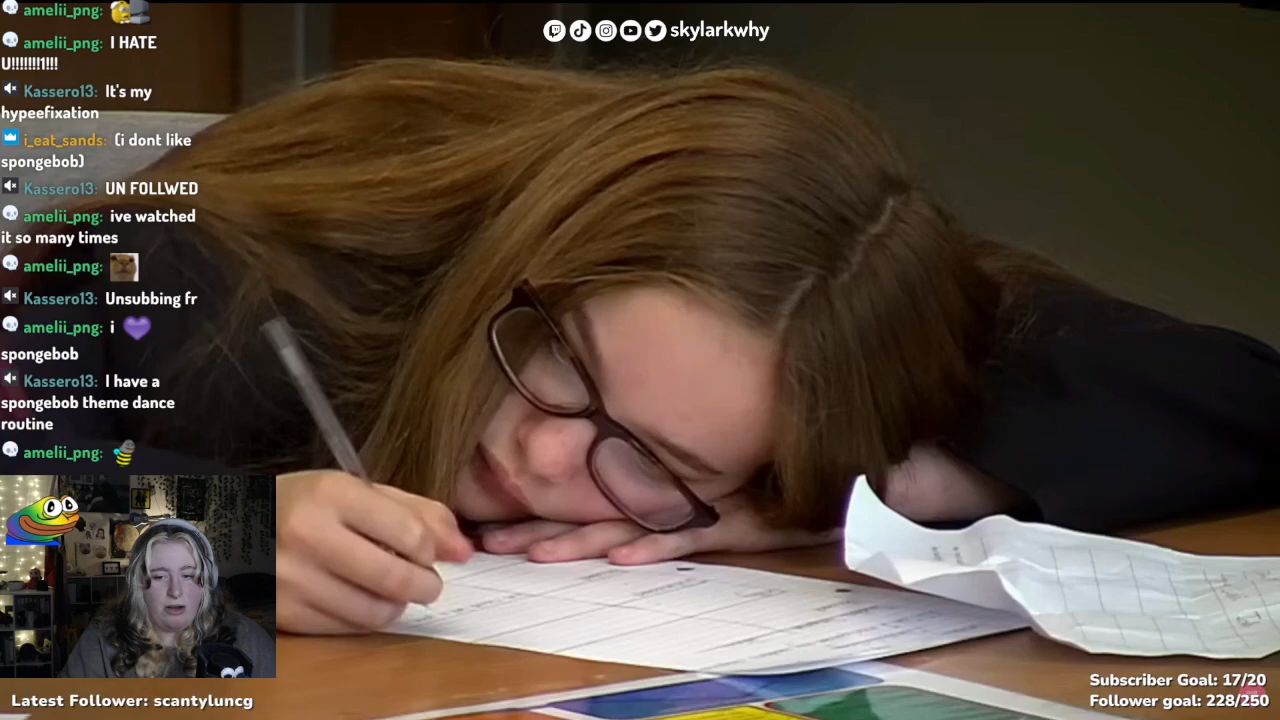 skylarkwhy
amelii_png:
amelii_png: I HATE
U!!!!!!!1!!!
Kassero13: It's my
hypeefixation
i_eat_sands: (i dont like
spongebob)
Kassero13: UN FOLLWED
amelii_png: ive watched
it so many times
amelii_png:
Kassero13: Unsubbing fr
amelii_png: i
spongebob
Kassero13: I have a
spongebob theme dance
routine
amelii_png:
Latest Follower: scantyluncg
Subscriber Goal: 17/20
Follower goal: 228/250